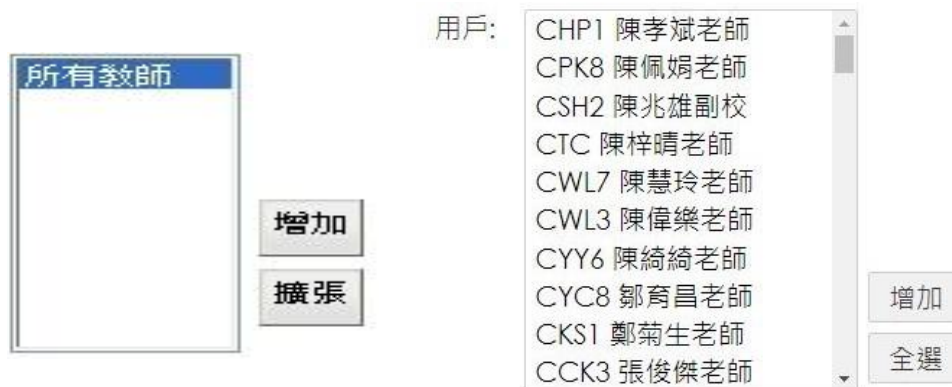 所有教師
增加
擴張
用戶:
CHP1 陳孝斌老師
CPK8 陳佩娟老師
CSH2 陳兆雄副校
CTC 陳梓晴老師
CWL7 陳慧玲老師
CWL3 陳偉樂老師
CYY6 陳綺綺老師
CYC8 鄒育昌老師
CKS1 鄭菊生老師
CCK3 張俊傑老師
增加
全選